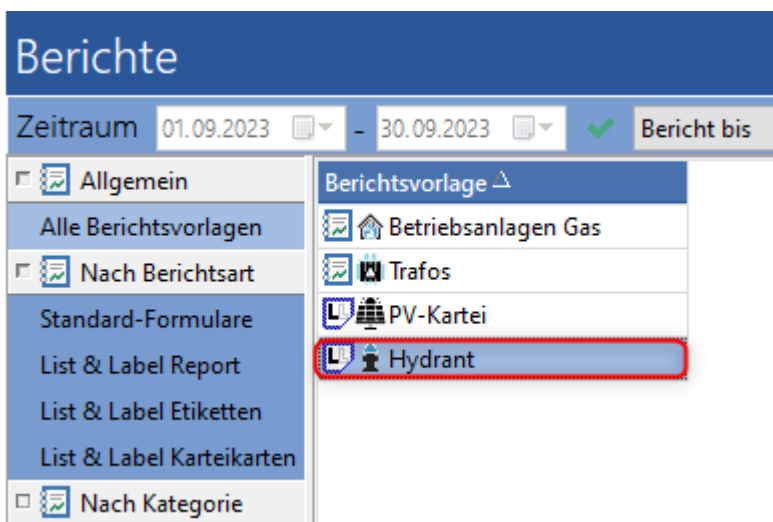 Berichte
Zeitraum 01.09.2023 - 30.09.2023 Bericht bis
Allgemein
Alle Berichtsvorlagen
Nach Berichtsart
Standard-Formulare
List & Label Report
List & Label Etiketten
List & Label Karteikarten
Nach Kategorie
Berichtsvorlage
Betriebsanlagen Gas
Trafos
PV-Kartei
Hydrant